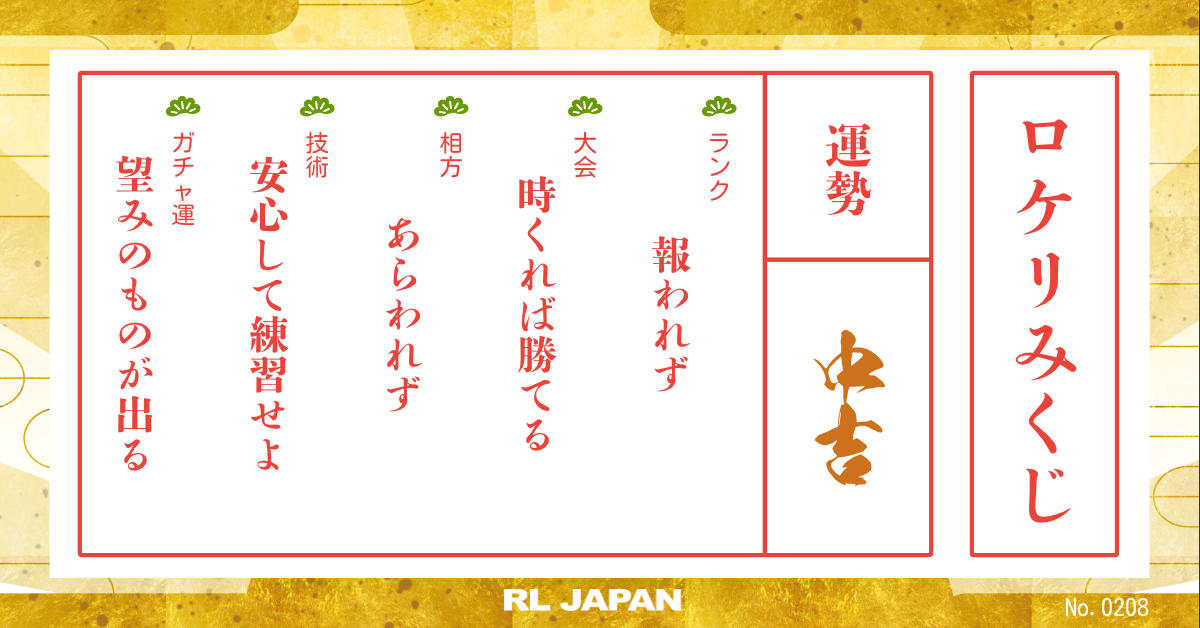 ロケリみくじ
運勢
中吉
ランク
報われず
大会
時くれば勝てる
相方
あらわれず
技術
安心して練習せよ
ガチャ運
望みのものが出る
RL JAPAN
No. 0208